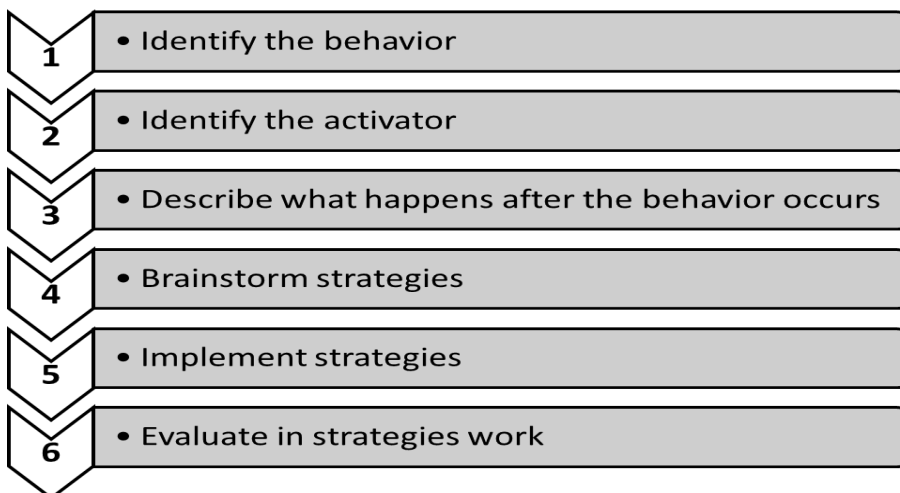 1 • Identify the behavior
2 • Identify the activator
3 • Describe what happens after the behavior occurs
4 • Brainstorm strategies
5 • Implement strategies
6 • Evaluate in strategies work